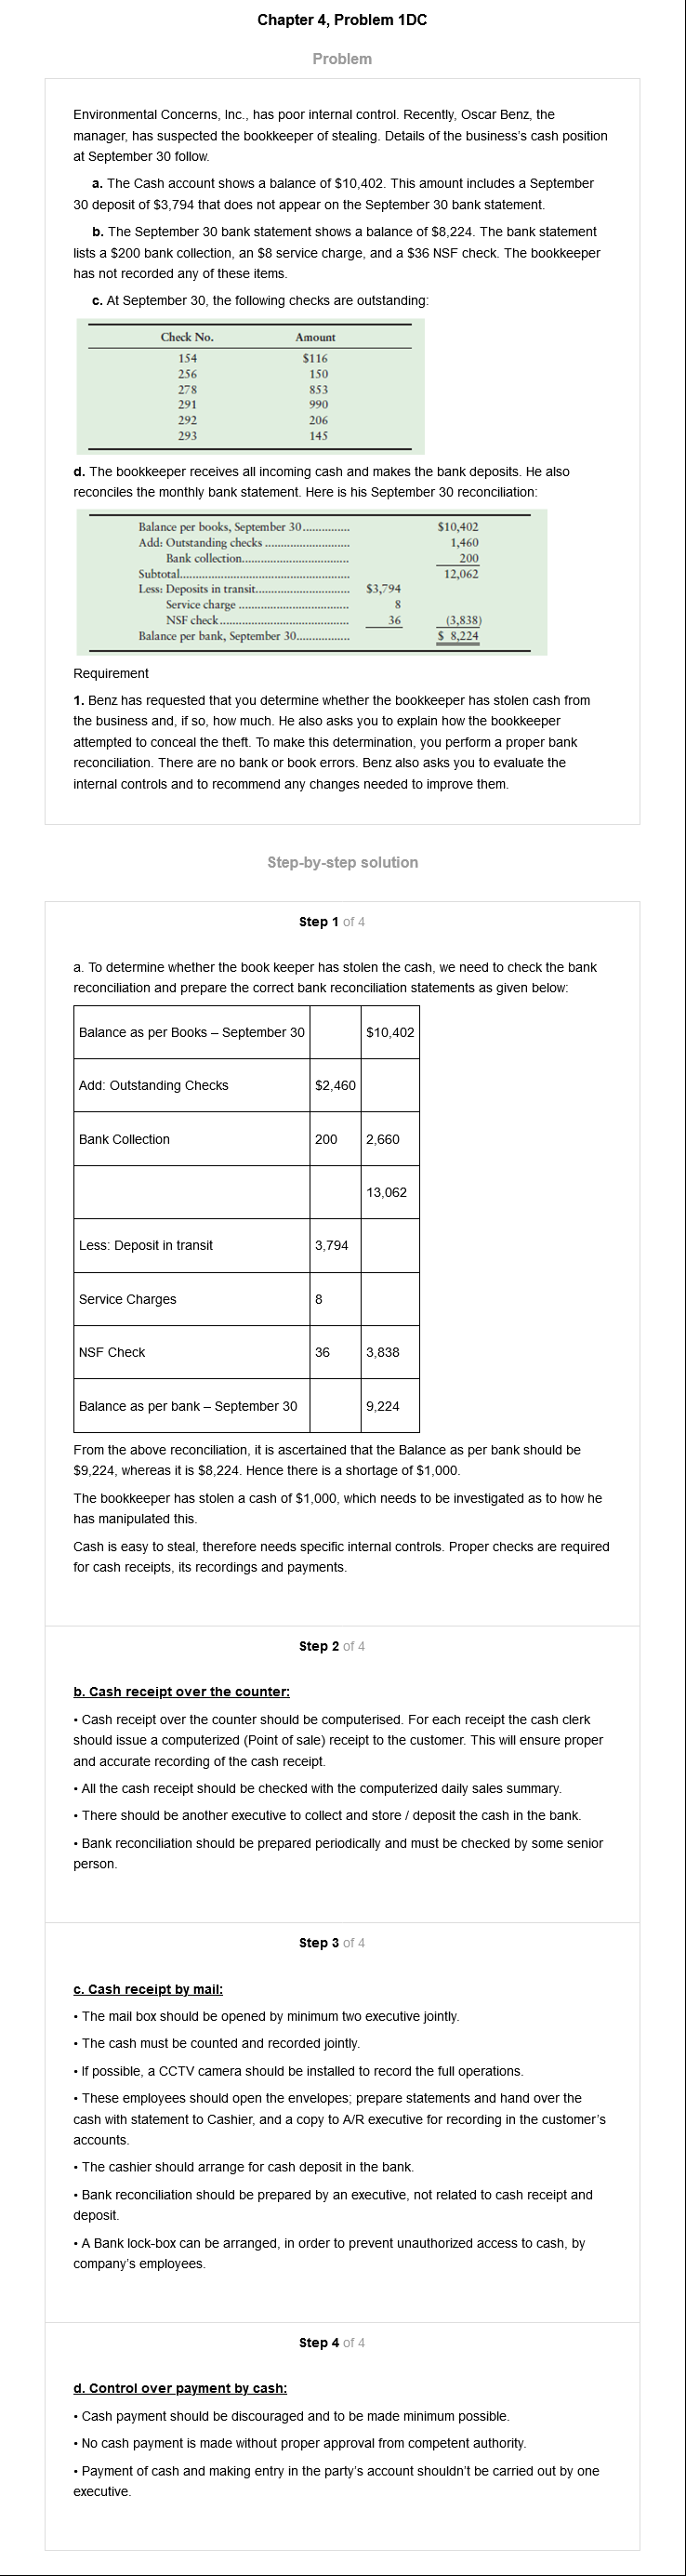 Chapter 4, Problem 1DC
Problem
Environmental Concerns, Inc., has poor internal control. Recently, Oscar Benz, the
manager, has suspected the bookkeeper of stealing. Details of the business's cash position
at September 30 follow.
a. The Cash account shows a balance of $10,402. This amount includes a September
30 deposit of $3,794 that does not appear on the September 30 bank statement.
b. The September 30 bank statement shows a balance of $8,224. The bank statement
lists a $200 bank collection, an $8 service charge, and a $36 NSF check. The bookkeeper
has not recorded any of these items.
c. At September 30, the following checks are outstanding:
Check No. Amount
154 $116
256 150
278 853
291 990
292 206
293 145
d. The bookkeeper receives all incoming cash and makes the bank deposits. He also
reconciles the monthly bank statement. Here is his September 30 reconciliation:
Balance per books, September 30............... $10,402
Add: Outstanding checks ........................... 1,460
Bank collection.................................. 200
Subtotal...................................................... 12,062
Less: Deposits in transit.............................. $3,794
Service charge ................................... 8
NSF check......................................... 36 (3,838)
Balance per bank, September 30................. $ 8,224
Requirement
1. Benz has requested that you determine whether the bookkeeper has stolen cash from
the business and, if so, how much. He also asks you to explain how the bookkeeper
attempted to conceal the theft. To make this determination, you perform a proper bank
reconciliation. There are no bank or book errors. Benz also asks you to evaluate the
internal controls and to recommend any changes needed to improve them.
Step-by-step solution
Step 1 of 4
a. To determine whether the book keeper has stolen the cash, we need to check the bank
reconciliation and prepare the correct bank reconciliation statements as given below:
Balance as per Books – September 30 $10,402
Add: Outstanding Checks $2,460
Bank Collection 200 2,660
13,062
Less: Deposit in transit 3,794
Service Charges 8
NSF Check 36 3,838
Balance as per bank – September 30 9,224
From the above reconciliation, it is ascertained that the Balance as per bank should be
$9,224, whereas it is $8,224. Hence there is a shortage of $1,000.
The bookkeeper has stolen a cash of $1,000, which needs to be investigated as to how he
has manipulated this.
Cash is easy to steal, therefore needs specific internal controls. Proper checks are required
for cash receipts, its recordings and payments.
Step 2 of 4
b. Cash receipt over the counter:
• Cash receipt over the counter should be computerised. For each receipt the cash clerk
should issue a computerized (Point of sale) receipt to the customer. This will ensure proper
and accurate recording of the cash receipt.
• All the cash receipt should be checked with the computerized daily sales summary.
• There should be another executive to collect and store / deposit the cash in the bank.
• Bank reconciliation should be prepared periodically and must be checked by some senior
person.
Step 3 of 4
c. Cash receipt by mail:
• The mail box should be opened by minimum two executive jointly.
• The cash must be counted and recorded jointly.
• If possible, a CCTV camera should be installed to record the full operations.
• These employees should open the envelopes; prepare statements and hand over the
cash with statement to Cashier, and a copy to A/R executive for recording in the customer's
accounts.
• The cashier should arrange for cash deposit in the bank.
• Bank reconciliation should be prepared by an executive, not related to cash receipt and
deposit.
• A Bank lock-box can be arranged, in order to prevent unauthorized access to cash, by
company's employees.
Step 4 of 4
d. Control over payment by cash:
• Cash payment should be discouraged and to be made minimum possible.
• No cash payment is made without proper approval from competent authority.
• Payment of cash and making entry in the party's account shouldn't be carried out by one
executive.